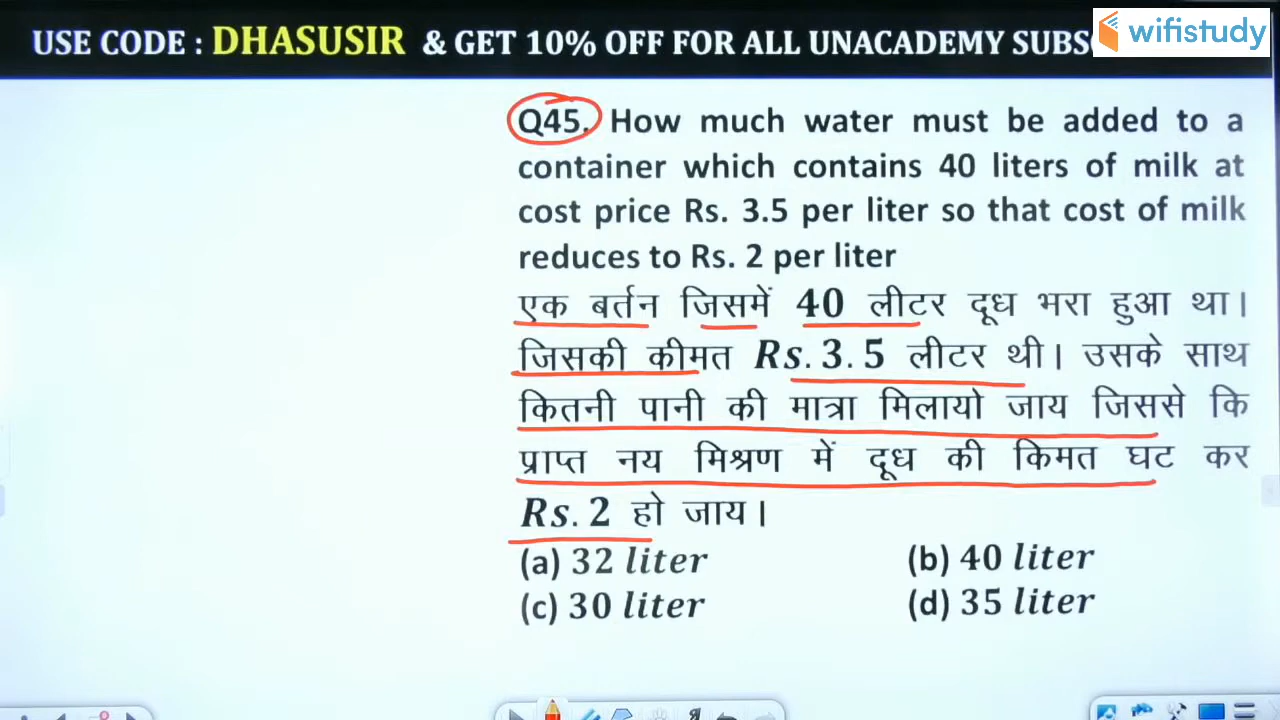 USE CODE : DHASUSIR & GET 10% OFF FOR ALL UNACADEMY
wifistudy
Q45. How much water must be added to a
container which contains 40 liters of milk at
cost price Rs. 3.5 per liter so that cost of milk
reduces to Rs. 2 per liter
एक बर्तन जिसमें 40 लीटर दूध भरा हुआ था।
जिसकी कीमत Rs. 3. 5 लीटर थी। उसके साथ
कितनी पानी की मात्रा मिलायो जाय जिससे कि
प्राप्त नय मिश्रण में दूध की किमत घट कर
Rs. 2 हो जाय।
(a) 32 liter (b) 40 liter
(c) 30 liter (d) 35 liter